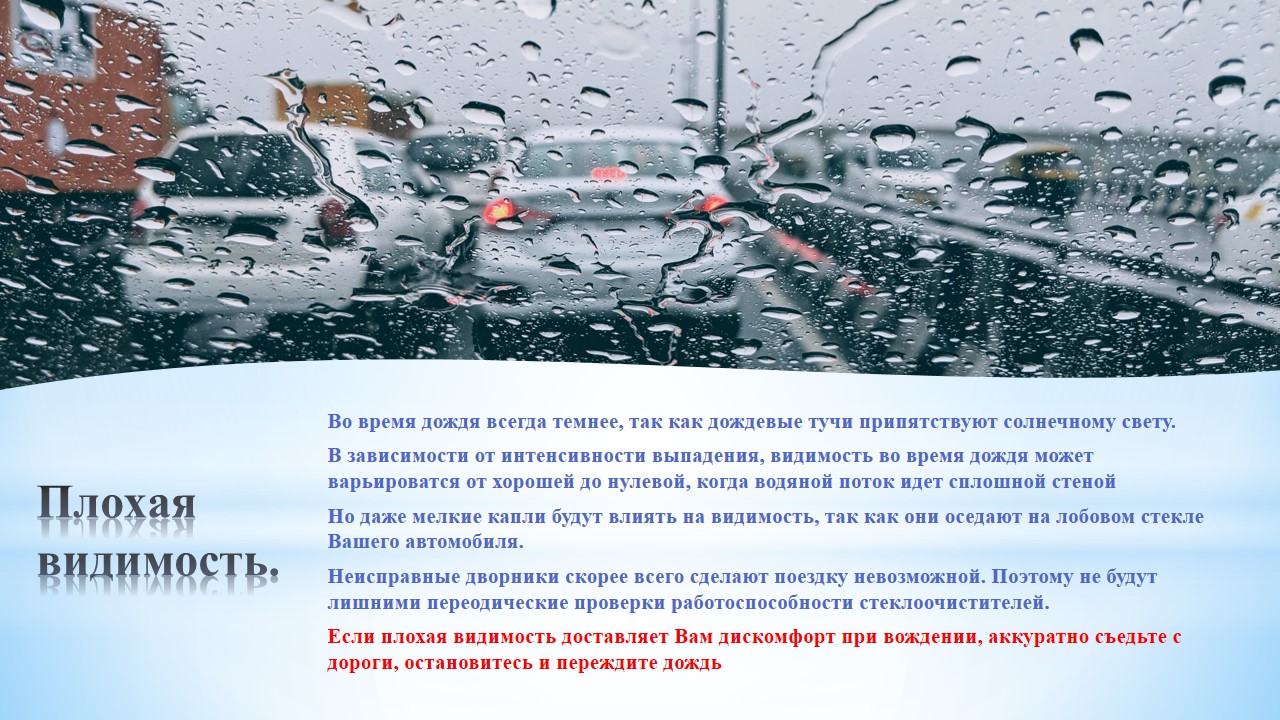 Плохая
видимость.
Во время дождя всегда темнее, так как дождевые тучи припятствуют солнечному свету.
В зависимости от интенсивности выпадения, видимость во время дождя может
варьироватся от хорошей до нулевой, когда водяной поток идет сплошной стеной
Но даже мелкие капли будут влиять на видимость, так как они оседают на лобовом стекле
Вашего автомобиля.
Неисправные дворники скорее всего сделают поездку невозможной. Поэтому не будут
лишними переодические проверки работоспособности стеклоочистителей.
Если плохая видимость доставляет Вам дискомфорт при вождении, аккуратно съедьте с
дороги, остановитесь и переждите дождь